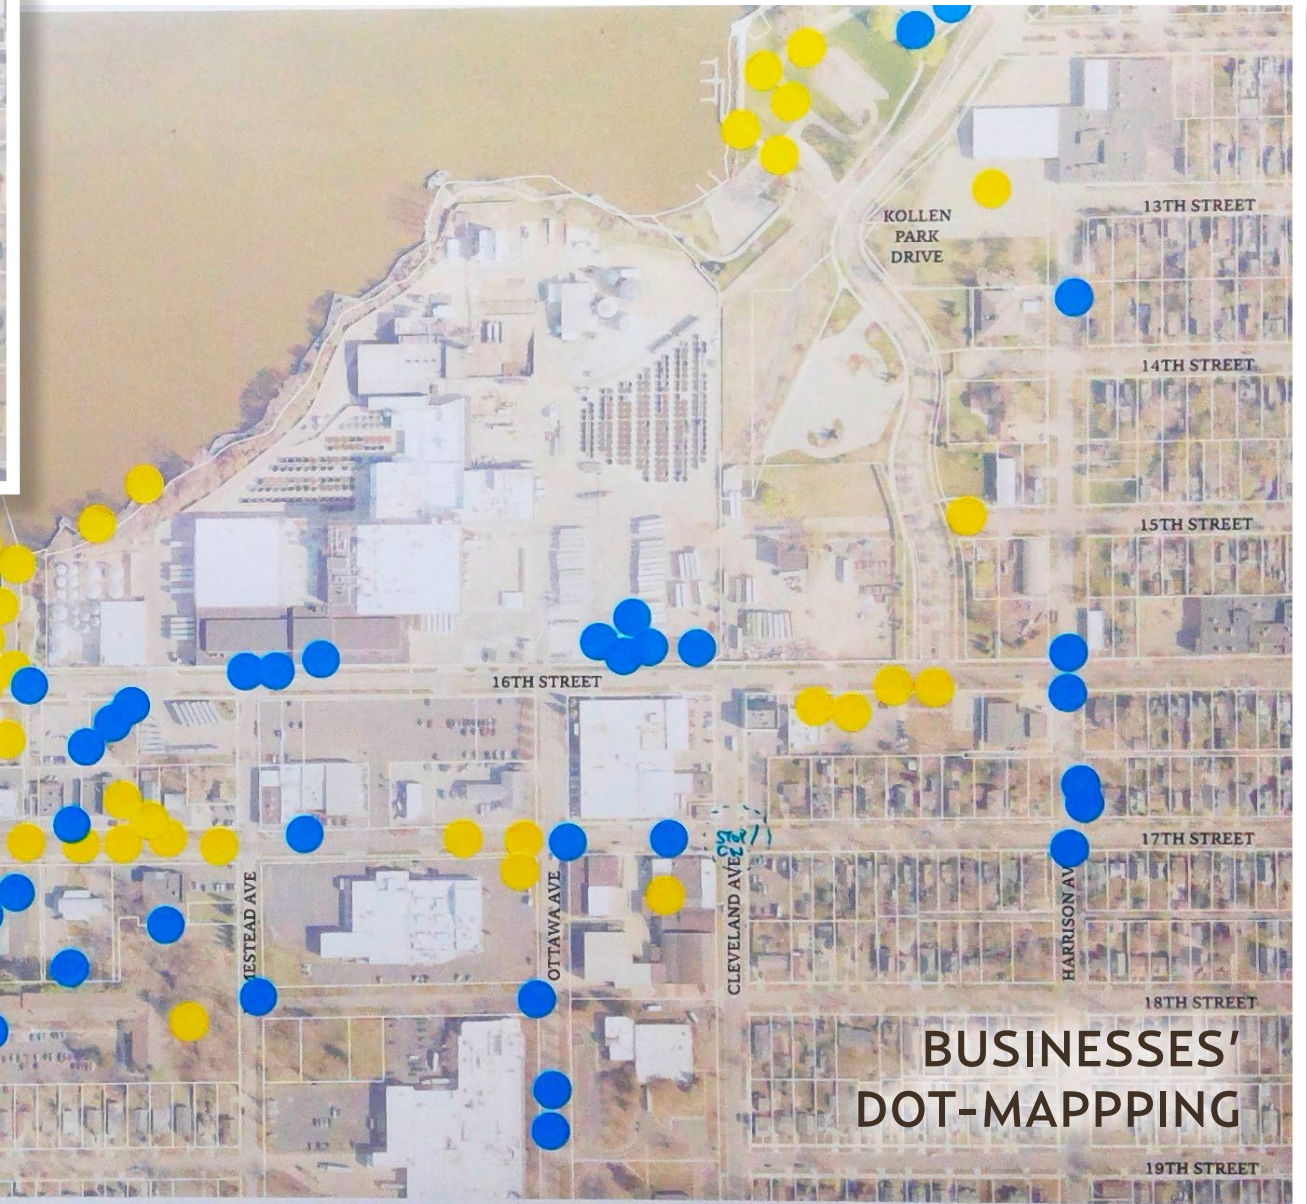 KOLLEN
PARK
DRIVE
13TH STREET
14TH STREET
15TH STREET
16TH STREET
17TH STREET
MESTEAD AVE
OTTAWA AVE
CLEVELAND AVE
HARRISON AV
18TH STREET
BUSINESSES’
DOT-MAPPPING
19TH STREET